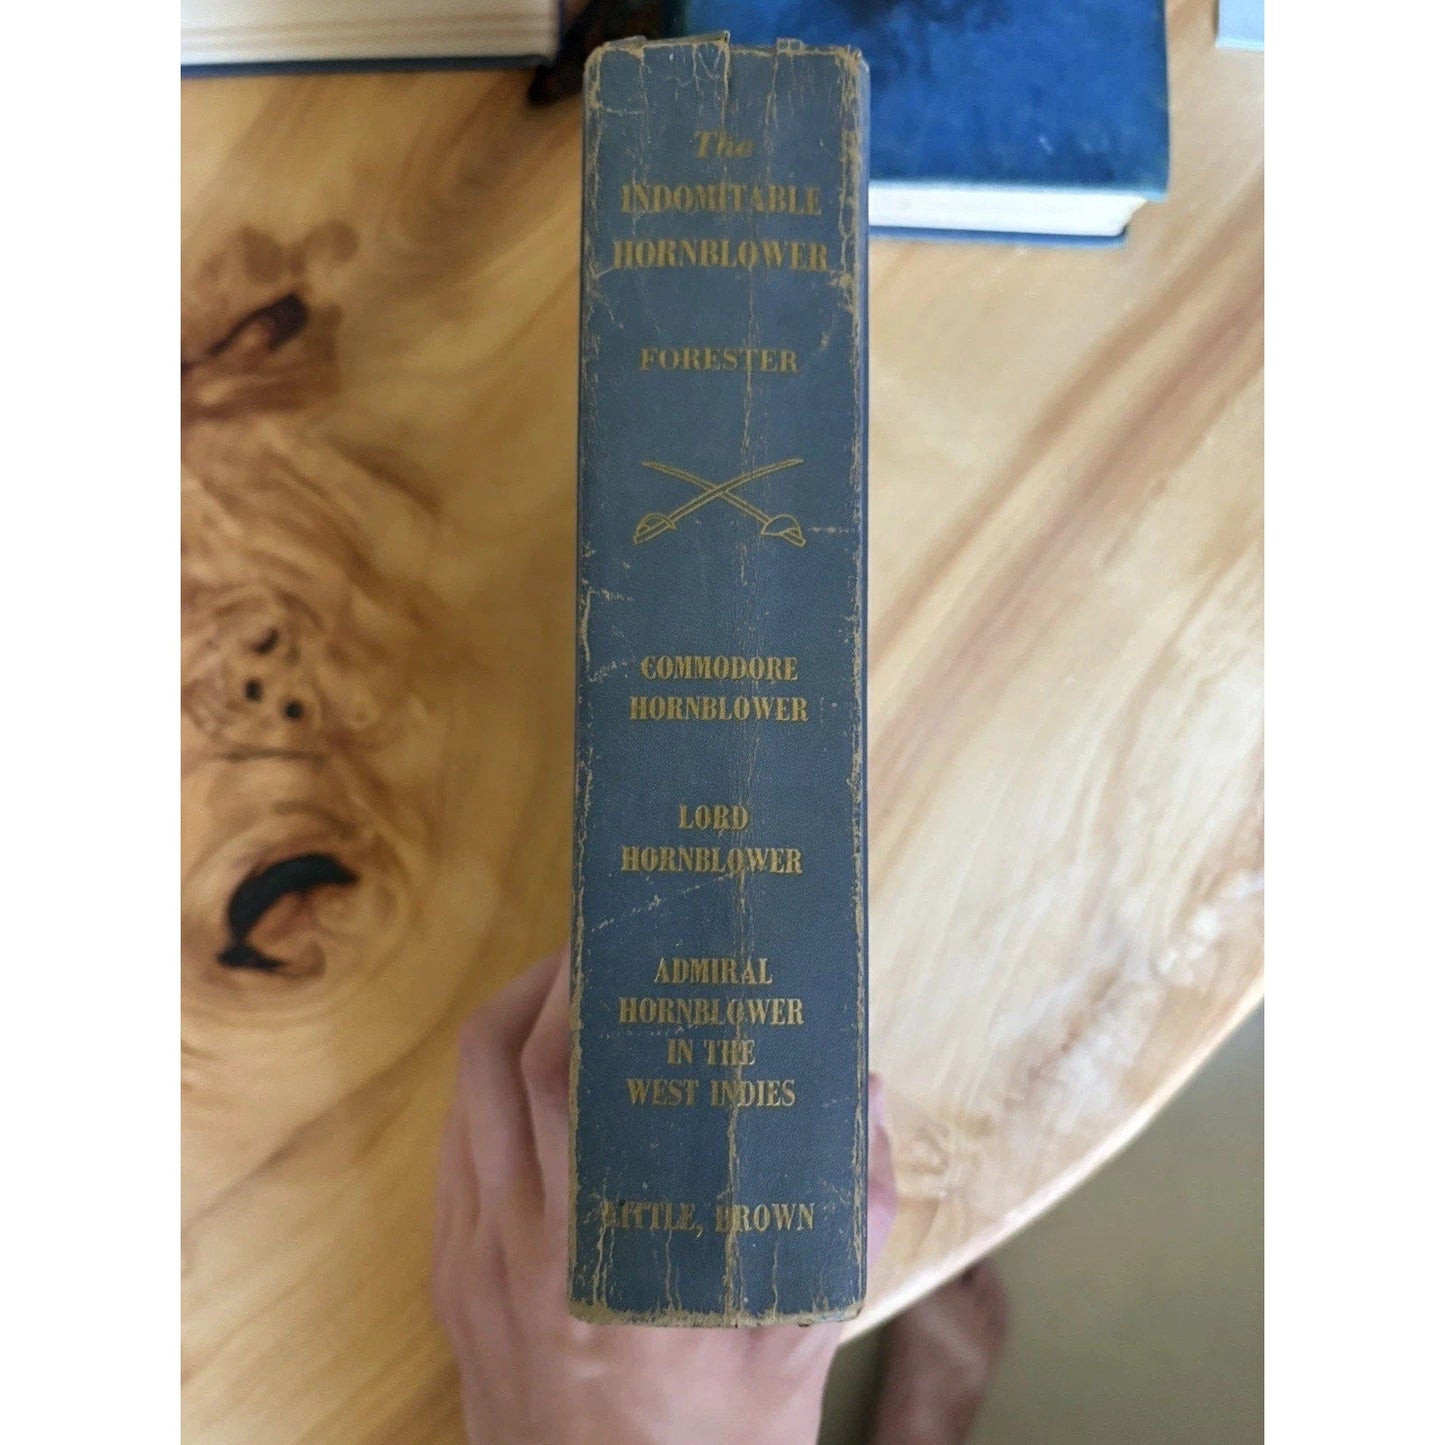 The
INDOMITABLE
HORNBLOWER
FORESTER
COMMODORE
HORNBLOWER
LORD
HORNBLOWER
ADMIRAL
HORNBLOWER
IN THE
WEST INDIES
LITTLE, BROWN